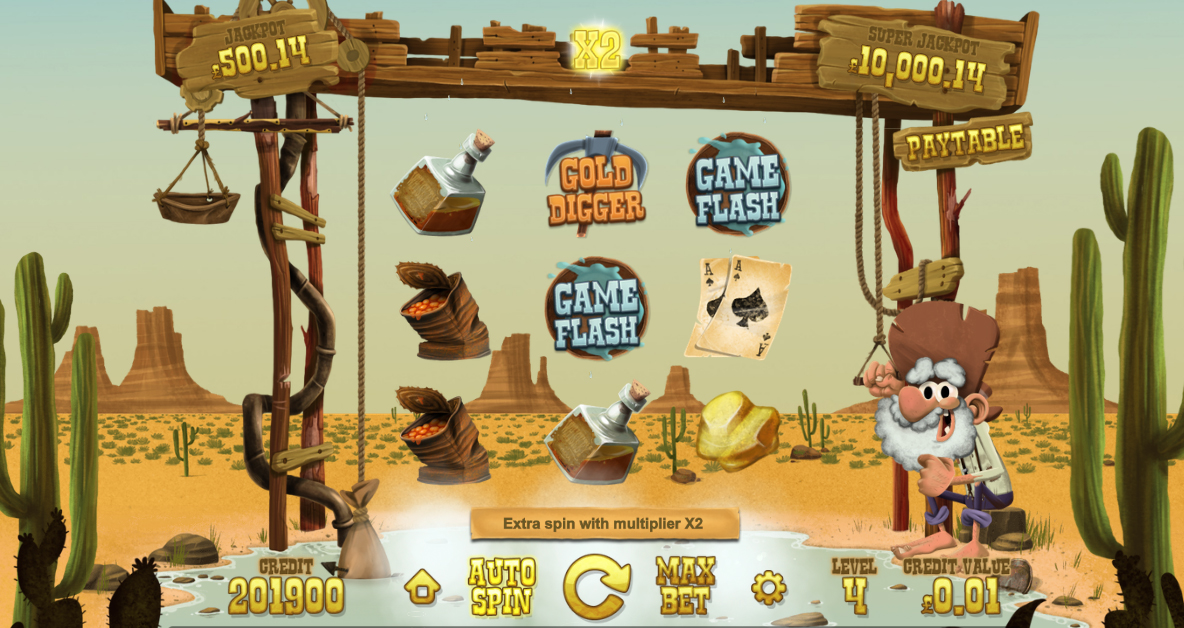 JACKPOT
£500.14
X2
SUPER JACKPOT
£10,000.14
PAYTABLE
GOLD
DIGGER
GAME
FLASH
GAME
FLASH
A
A
A
Extra spin with multiplier X2
CREDIT
201900
AUTO
SPIN
MAX
BET
LEVEL
4
CREDIT VALUE
£0.01